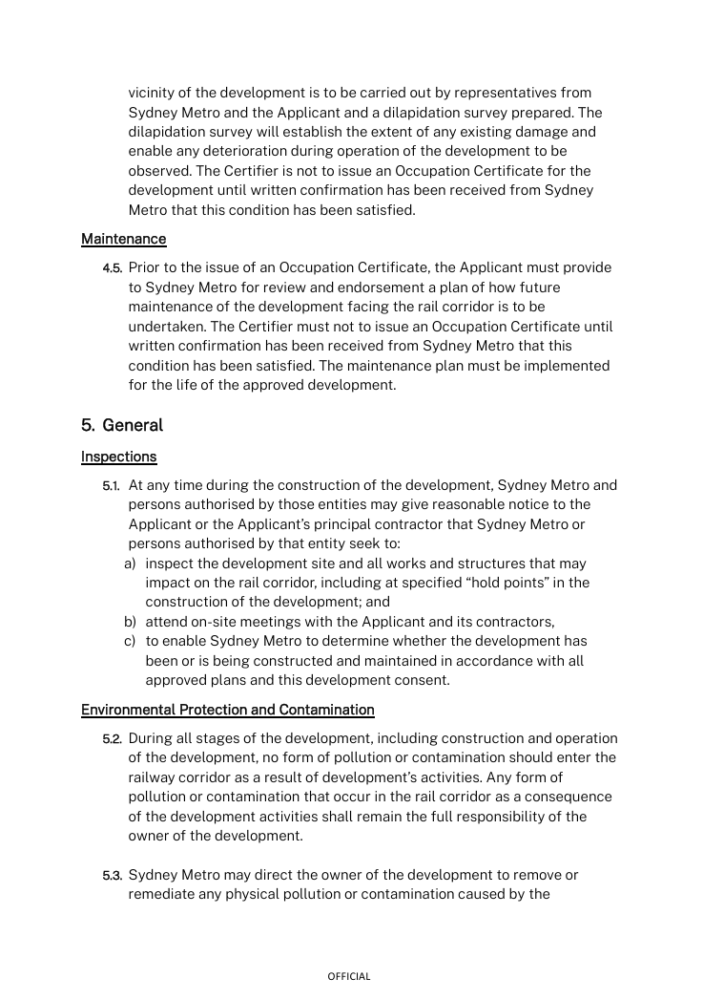 vicinity of the development is to be carried out by representatives from
Sydney Metro and the Applicant and a dilapidation survey prepared. The
dilapidation survey will establish the extent of any existing damage and
enable any deterioration during operation of the development to be
observed. The Certifier is not to issue an Occupation Certificate for the
development until written confirmation has been received from Sydney
Metro that this condition has been satisfied.
Maintenance
4.5. Prior to the issue of an Occupation Certificate, the Applicant must provide
to Sydney Metro for review and endorsement a plan of how future
maintenance of the development facing the rail corridor is to be
undertaken. The Certifier must not to issue an Occupation Certificate until
written confirmation has been received from Sydney Metro that this
condition has been satisfied. The maintenance plan must be implemented
for the life of the approved development.
5. General
Inspections
5.1. At any time during the construction of the development, Sydney Metro and
persons authorised by those entities may give reasonable notice to the
Applicant or the Applicant’s principal contractor that Sydney Metro or
persons authorised by that entity seek to:
a) inspect the development site and all works and structures that may
impact on the rail corridor, including at specified “hold points” in the
construction of the development; and
b) attend on-site meetings with the Applicant and its contractors,
c) to enable Sydney Metro to determine whether the development has
been or is being constructed and maintained in accordance with all
approved plans and this development consent.
Environmental Protection and Contamination
5.2. During all stages of the development, including construction and operation
of the development, no form of pollution or contamination should enter the
railway corridor as a result of development’s activities. Any form of
pollution or contamination that occur in the rail corridor as a consequence
of the development activities shall remain the full responsibility of the
owner of the development.
5.3. Sydney Metro may direct the owner of the development to remove or
remediate any physical pollution or contamination caused by the
OFFICIAL